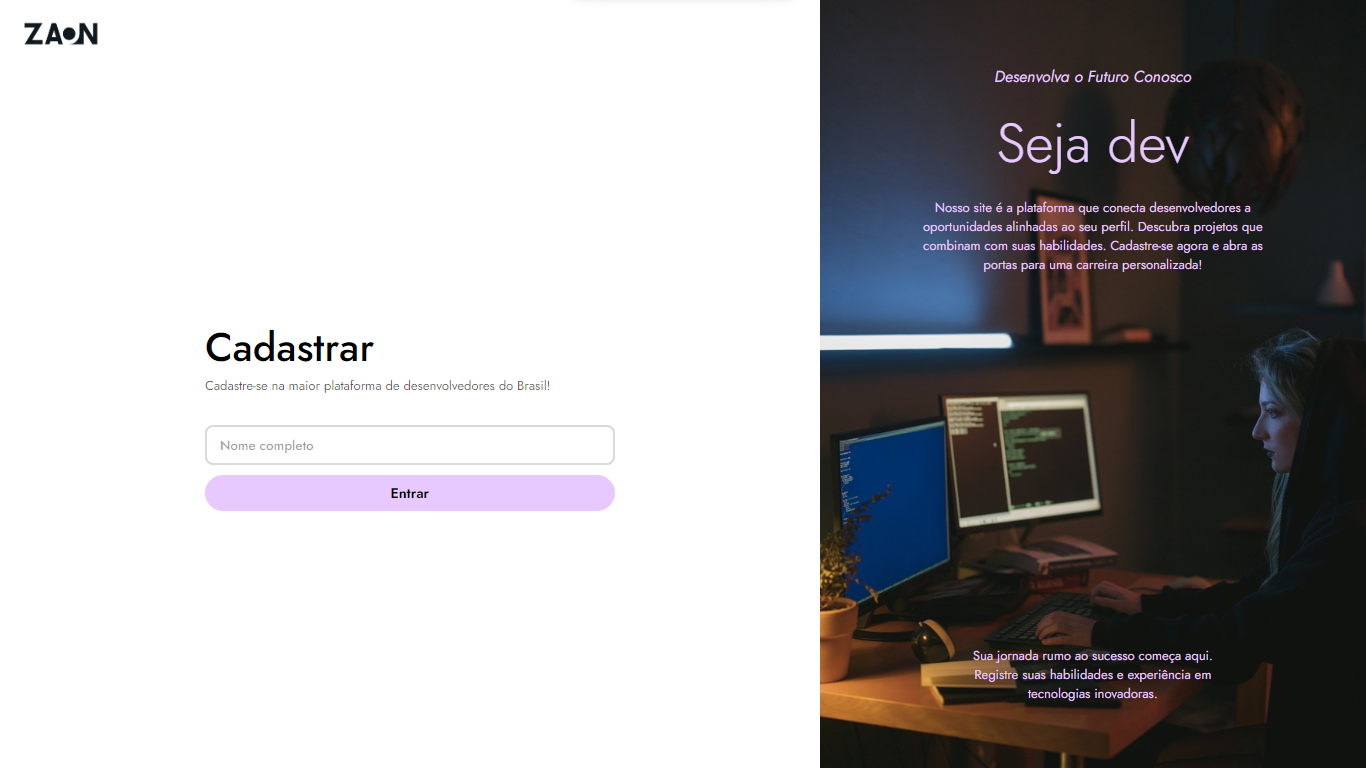 ZAON
Cadastrar
Cadastre-se na maior plataforma de desenvolvedores do Brasil!
Nome completo
Entrar
Desenvolva o Futuro Conosco
Seja dev
Nosso site é a plataforma que conecta desenvolvedores a
oportunidades alinhadas ao seu perfil. Descubra projetos que
combinam com suas habilidades. Cadastre-se agora e abra as
portas para uma carreira personalizada!
Sua jornada rumo ao sucesso começa aqui.
Registre suas habilidades e experiência em
tecnologias inovadoras.